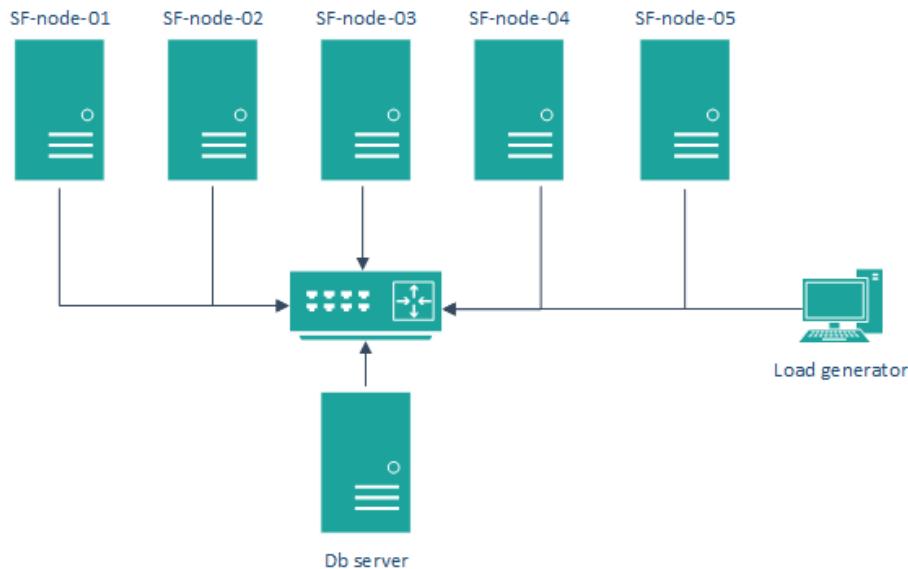 SF-node-01
SF-node-02
SF-node-03
SF-node-04
SF-node-05
Load generator
Db server